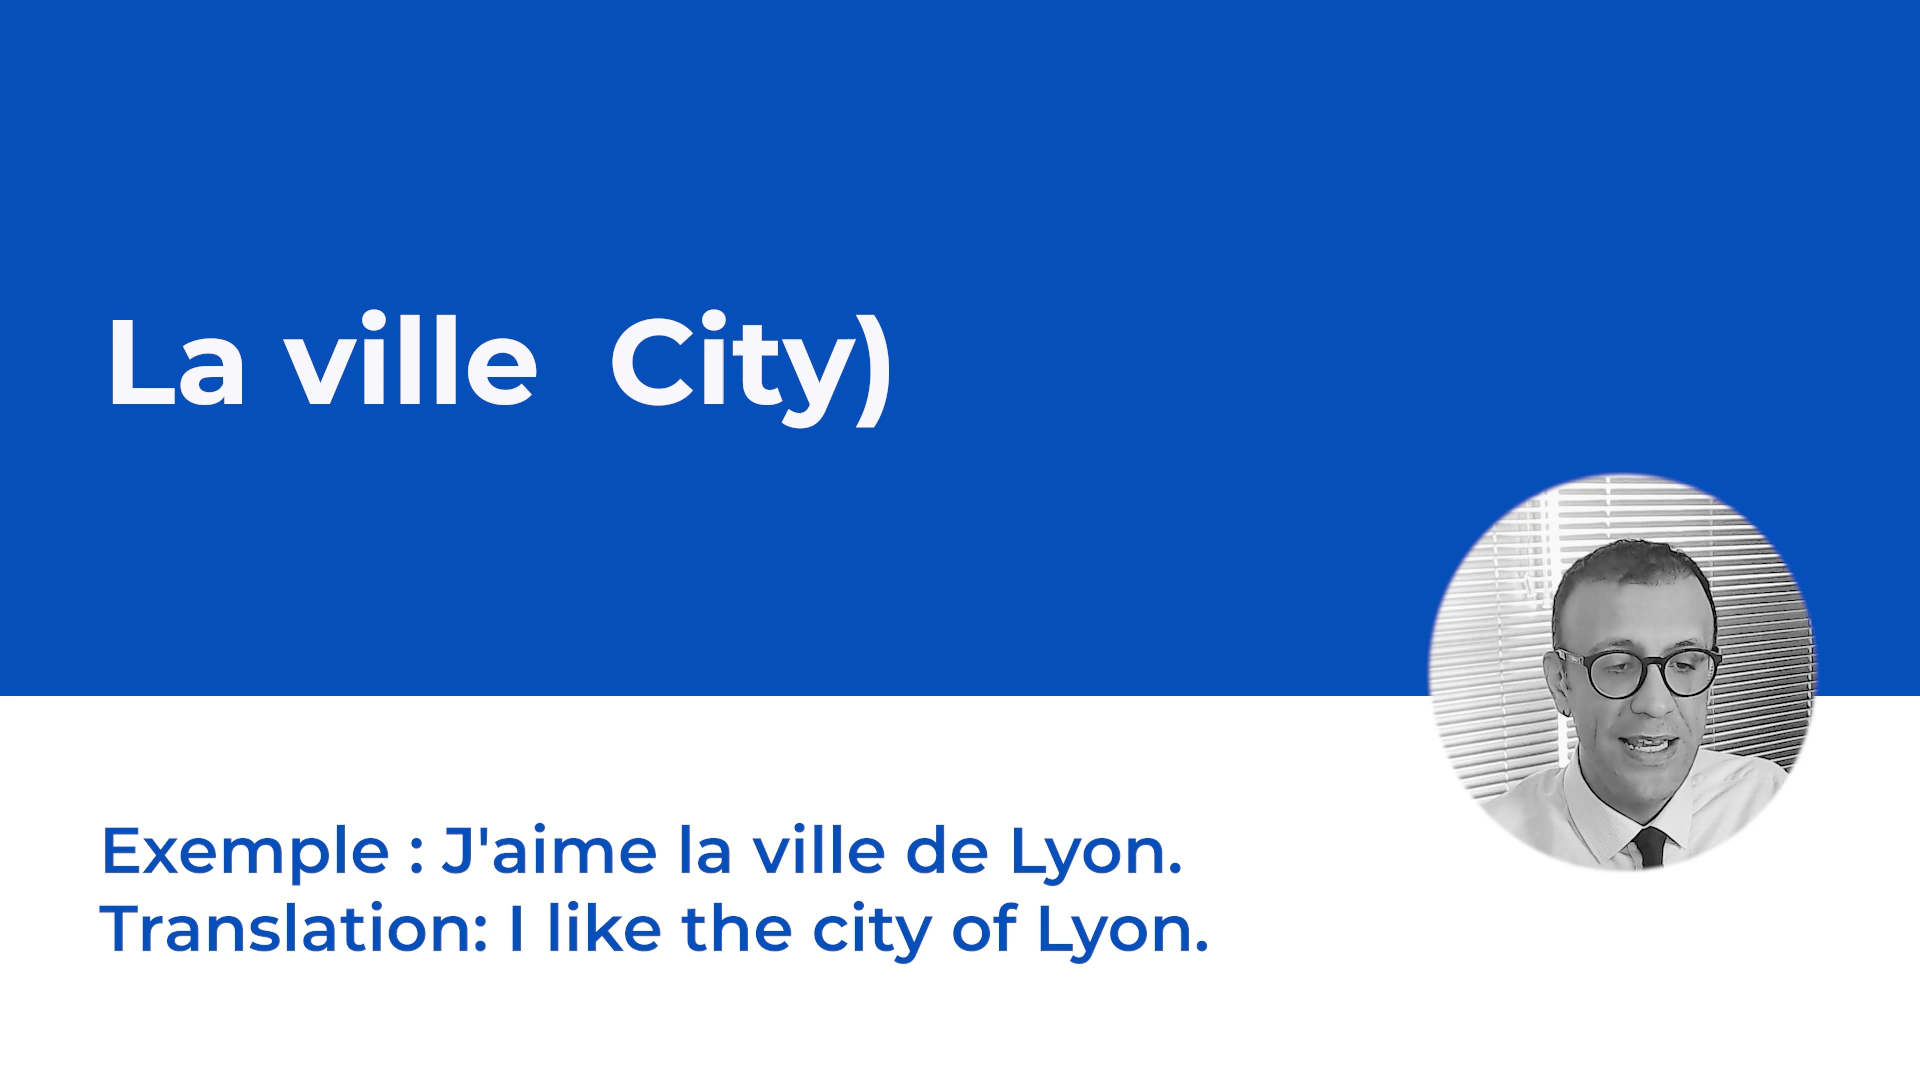 La ville  City)
Exemple : J'aime la ville de Lyon.
Translation: I like the city of Lyon.